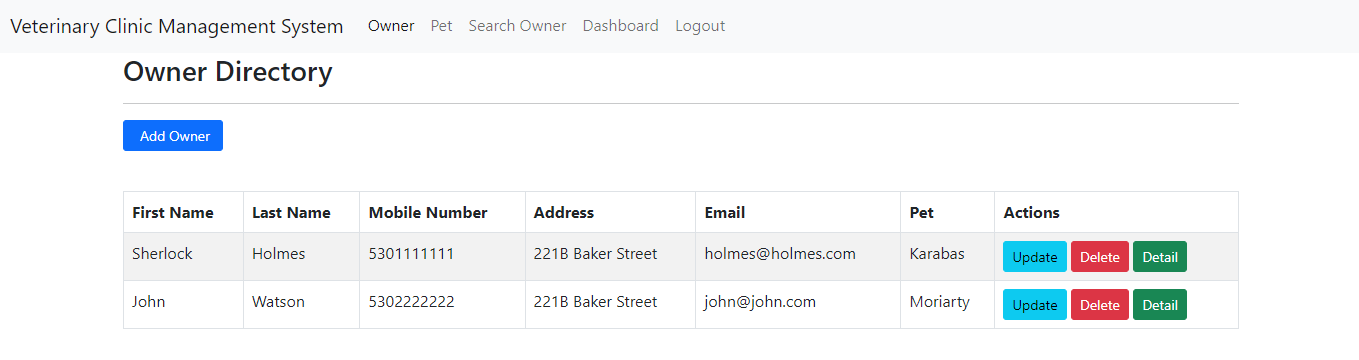 Veterinary Clinic Management System Owner Pet Search Owner Dashboard Logout
Owner Directory
Add Owner
First Name Last Name Mobile Number Address Email Pet Actions
Sherlock Holmes 5301111111 221B Baker Street holmes@holmes.com Karabas Update Delete Detail
John Watson 5302222222 221B Baker Street john@john.com Moriarty Update Delete Detail